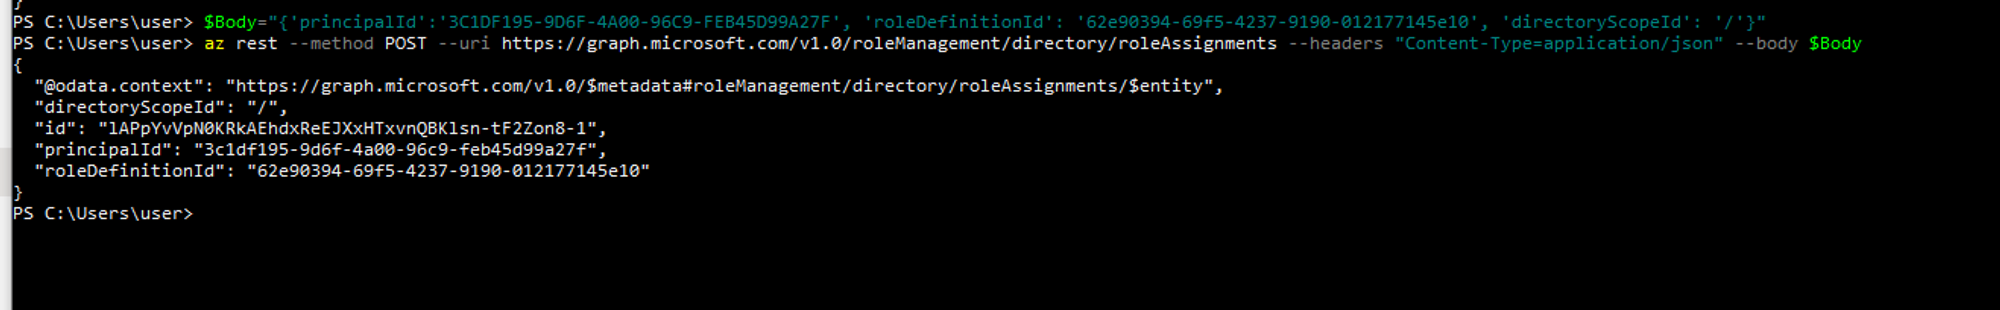 }
PS C:\Users\user> $Body="{'principalId':'3C1DF195-9D6F-4A00-96C9-FEB45D99A27F', 'roleDefinitionId': '62e90394-69f5-4237-9190-012177145e10', 'directoryScopeId': '/'}"
PS C:\Users\user> az rest --method POST --uri https://graph.microsoft.com/v1.0/roleManagement/directory/roleAssignments --headers "Content-Type=application/json" --body $Body
{
  "@odata.context": "https://graph.microsoft.com/v1.0/$metadata#roleManagement/directory/roleAssignments/$entity",
  "directoryScopeId": "/",
  "id": "lAPpYvVpN0KRkAEhdxReEJXxHTxvnQBKlsn-tF2Zon8-1",
  "principalId": "3c1df195-9d6f-4a00-96c9-feb45d99a27f",
  "roleDefinitionId": "62e90394-69f5-4237-9190-012177145e10"
}
PS C:\Users\user>